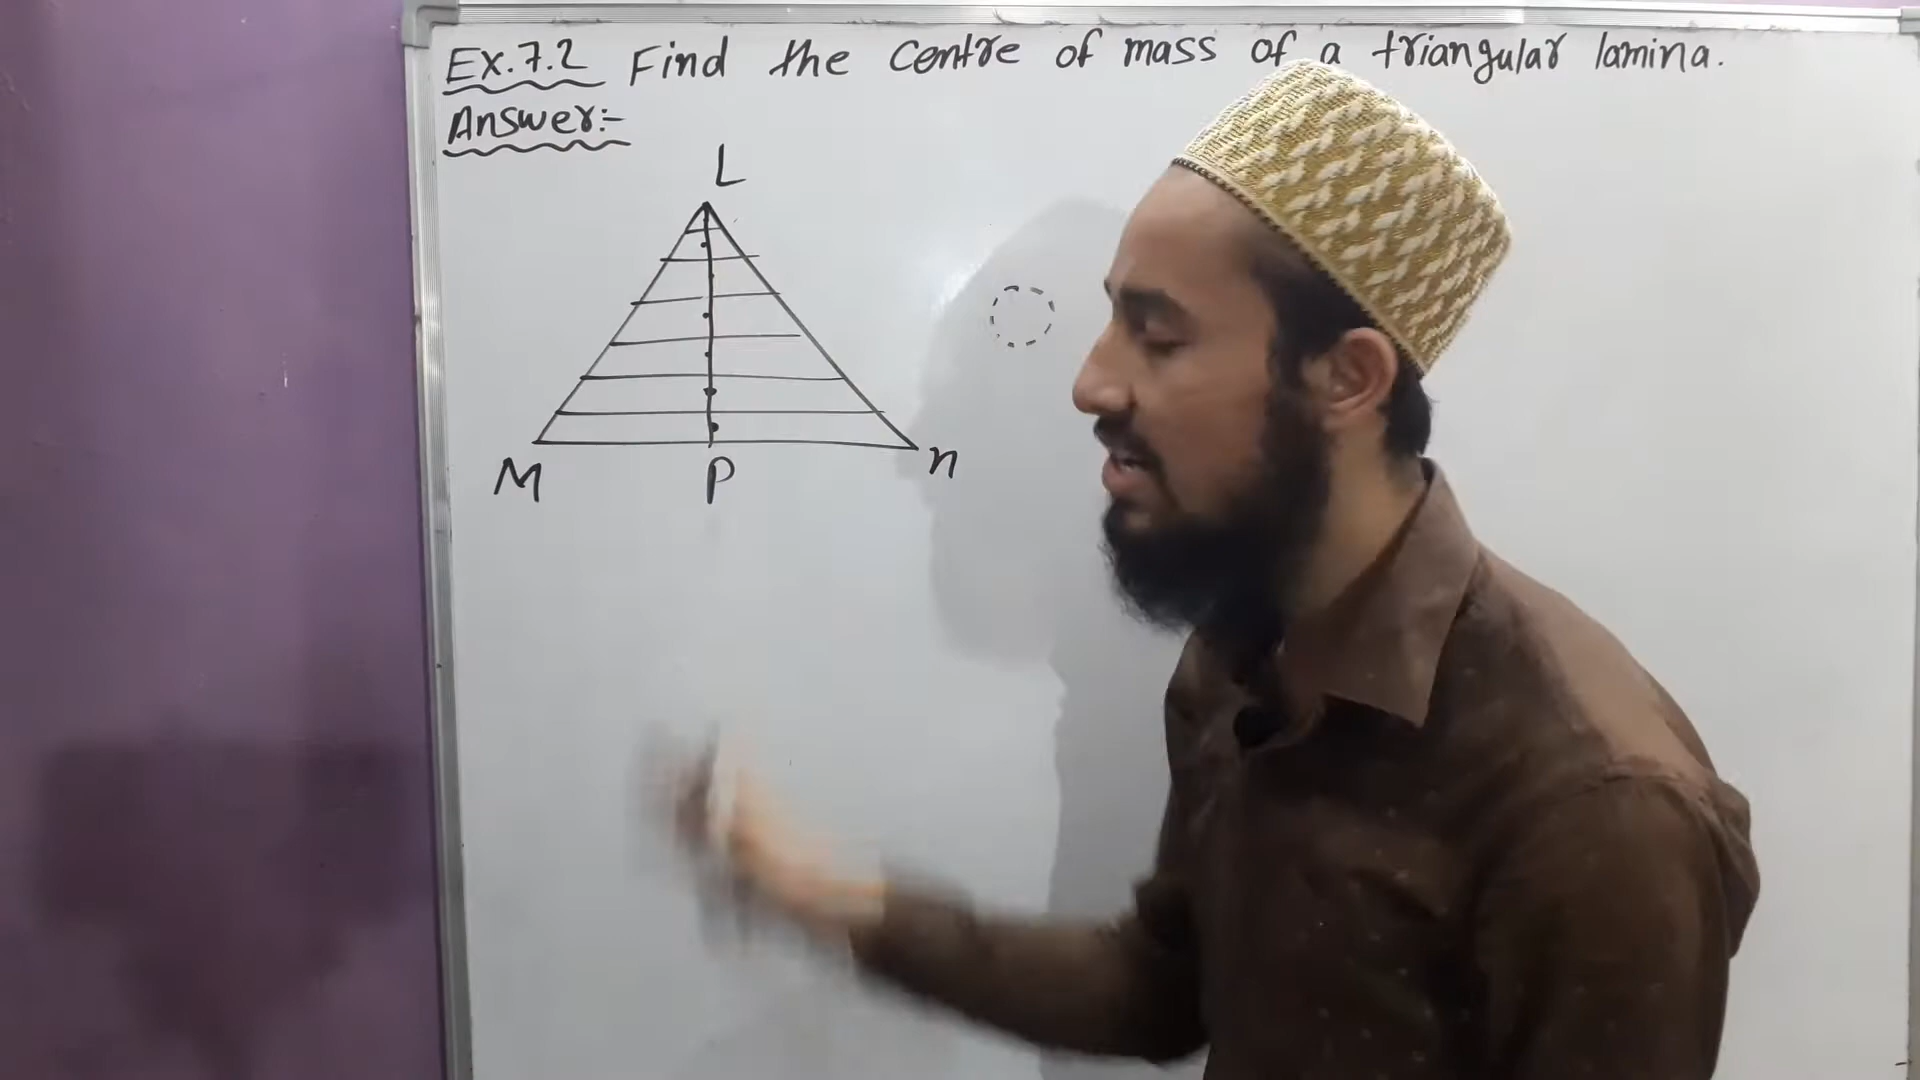 Ex.7.2 Find the Centre of mass of a triangular lamina.
Answer:-
L
M P n